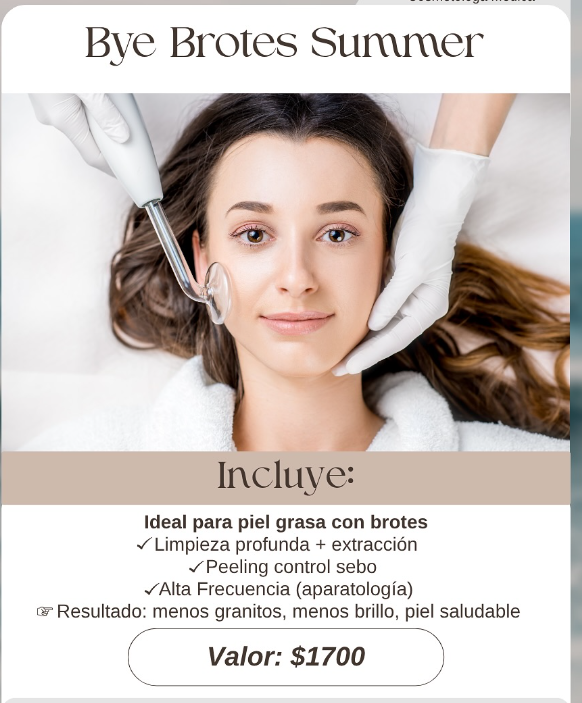 Bye Brotes Summer
Incluye:
Ideal para piel grasa con brotes
✓Limpieza profunda + extracción
✓Peeling control sebo
✓Alta Frecuencia (aparatología)
☞Resultado: menos granitos, menos brillo, piel saludable
Valor: $1700